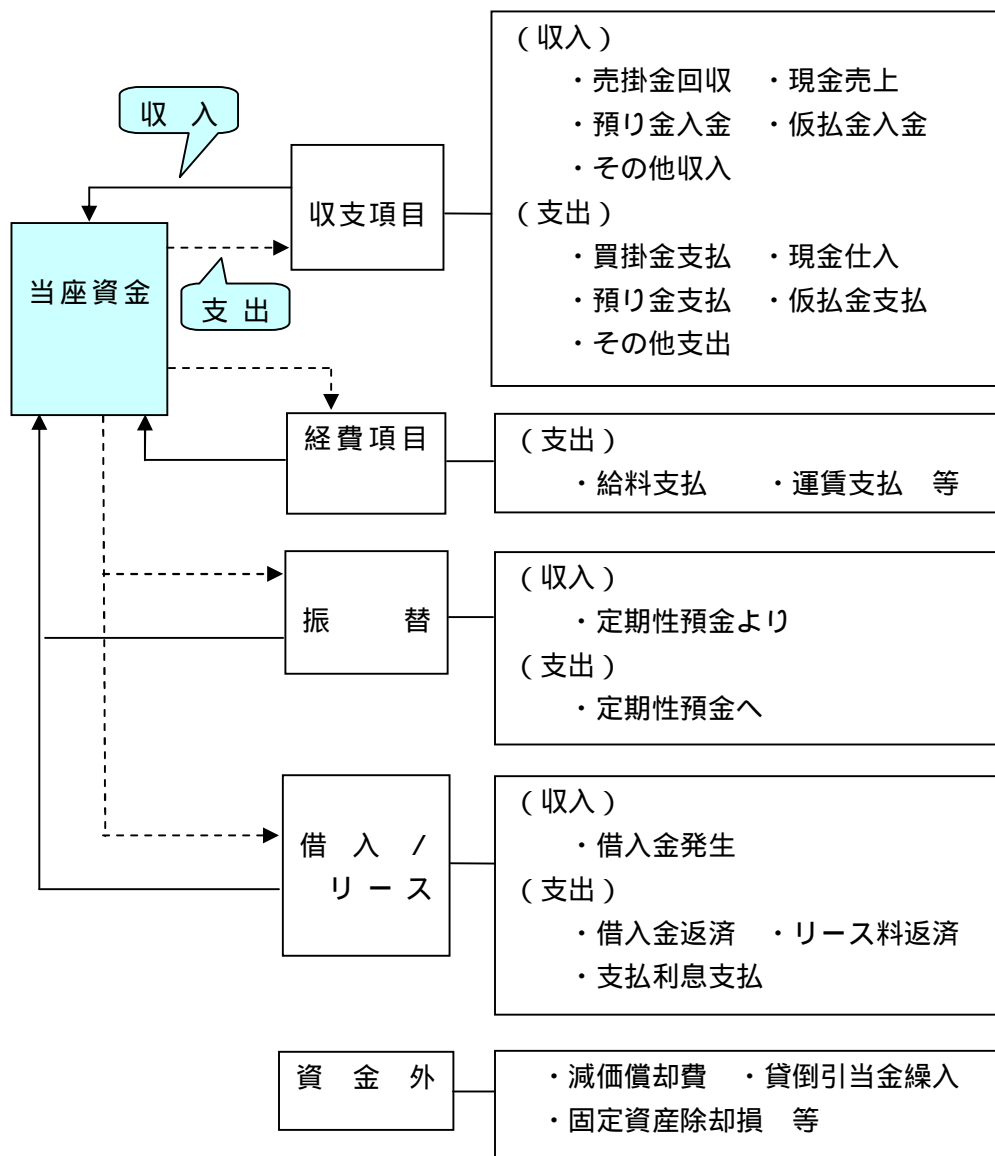 収 入
当座資金
支 出
収支項目
（収入）
・売掛金回収 ・現金売上
・預り金入金 ・仮払金入金
・その他収入
（支出）
・買掛金支払 ・現金仕入
・預り金支払 ・仮払金支払
・その他支出
経費項目
（支出）
・給料支払 ・運賃支払 等
振 替
（収入）
・定期性預金より
（支出）
・定期性預金へ
借 入 /
リ ー ス
（収入）
・借入金発生
（支出）
・借入金返済 ・リース料返済
・支払利息支払
資 金 外
・減価償却費 ・貸倒引当金繰入
・固定資産除却損 等